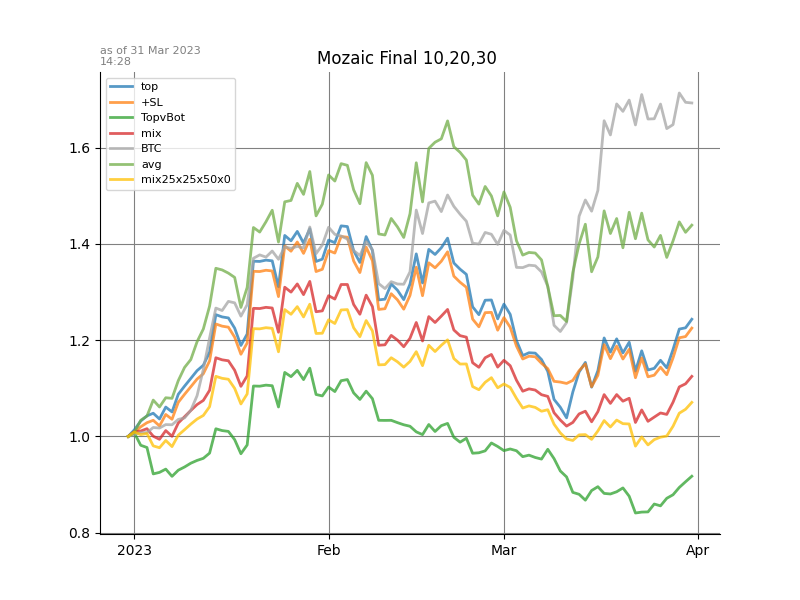 as of 31 Mar 2023
14:28
Mozaic Final 10,20,30
top
+SL
TopvBot
mix
BTC
avg
mix25x25x50x0
1.6
1.4
1.2
1.0
0.8
2023 Feb Mar Apr